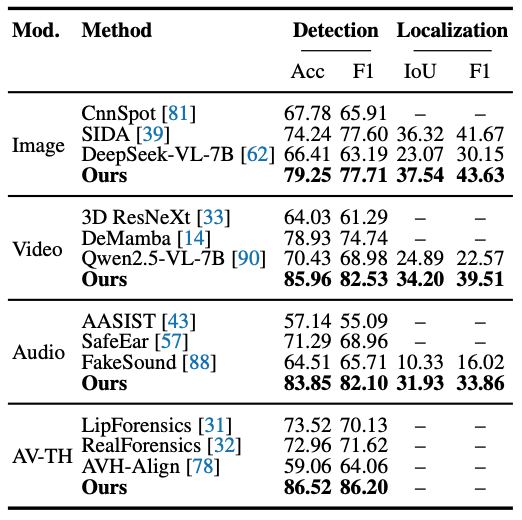 Mod. Method Detection Localization
Acc F1 IoU F1
Image
CnnSpot [81] 67.78 65.91 – –
SIDA [39] 74.24 77.60 36.32 41.67
DeepSeek-VL-7B [62] 66.41 63.19 23.07 30.15
Ours 79.25 77.71 37.54 43.63
Video
3D ResNeXt [33] 64.03 61.29 – –
DeMamba [14] 78.93 74.74 – –
Qwen2.5-VL-7B [90] 70.43 68.98 24.89 22.57
Ours 85.96 82.53 34.20 39.51
Audio
AASIST [43] 57.14 55.09 – –
SafeEar [57] 71.29 68.96 – –
FakeSound [88] 64.51 65.71 10.33 16.02
Ours 83.85 82.10 31.93 33.86
AV-TH
LipForensics [31] 73.52 70.13 – –
RealForensics [32] 72.96 71.62 – –
AVH-Align [78] 59.06 64.06 – –
Ours 86.52 86.20 – –